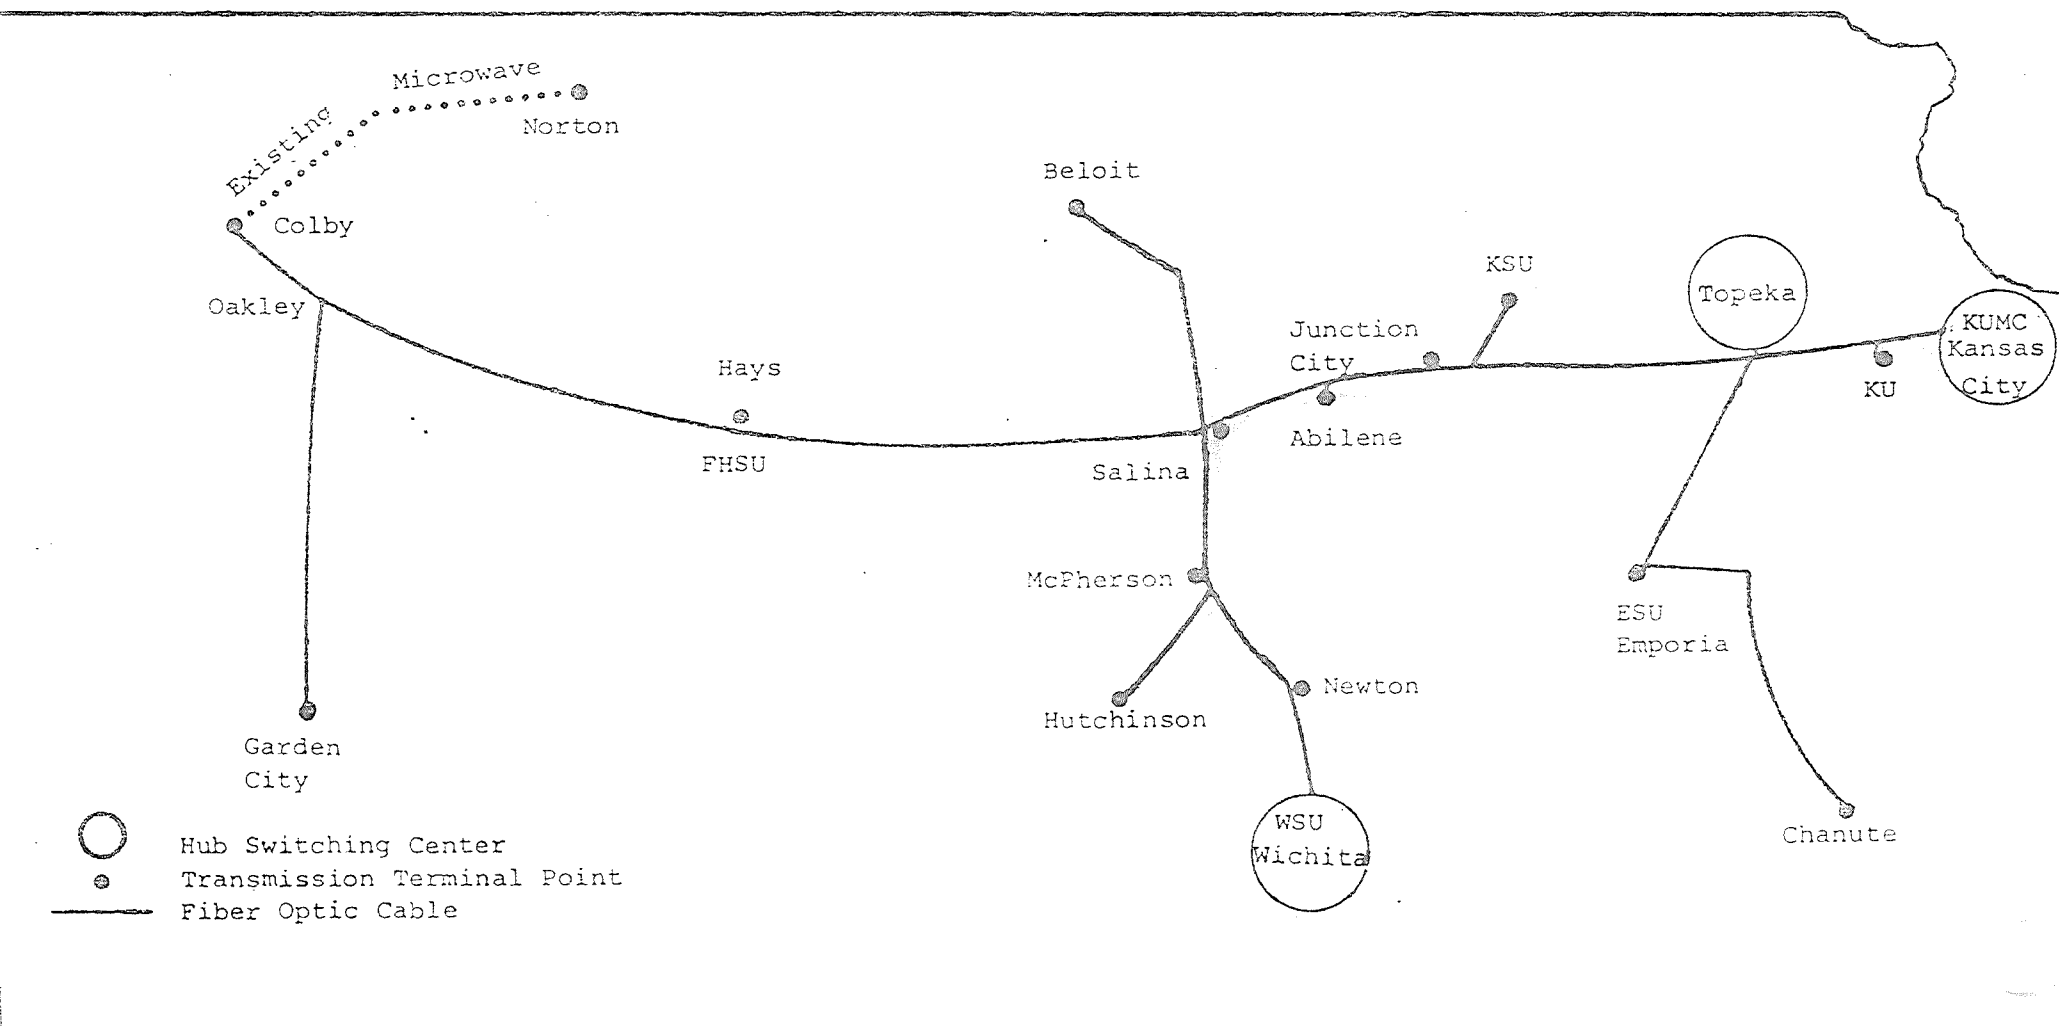 Microwave
Existing
Norton
Colby
Beloit
Oakley
KSU
Topeka
Junction
City
KUMC
Kansas
City
KU
Hays
FHSU
Abilene
Salina
McPherson
ESU
Emporia
Newton
Hutchinson
Garden
City
WSU
Wichita
Chanute
Hub Switching Center
Transmission Terminal Point
Fiber Optic Cable